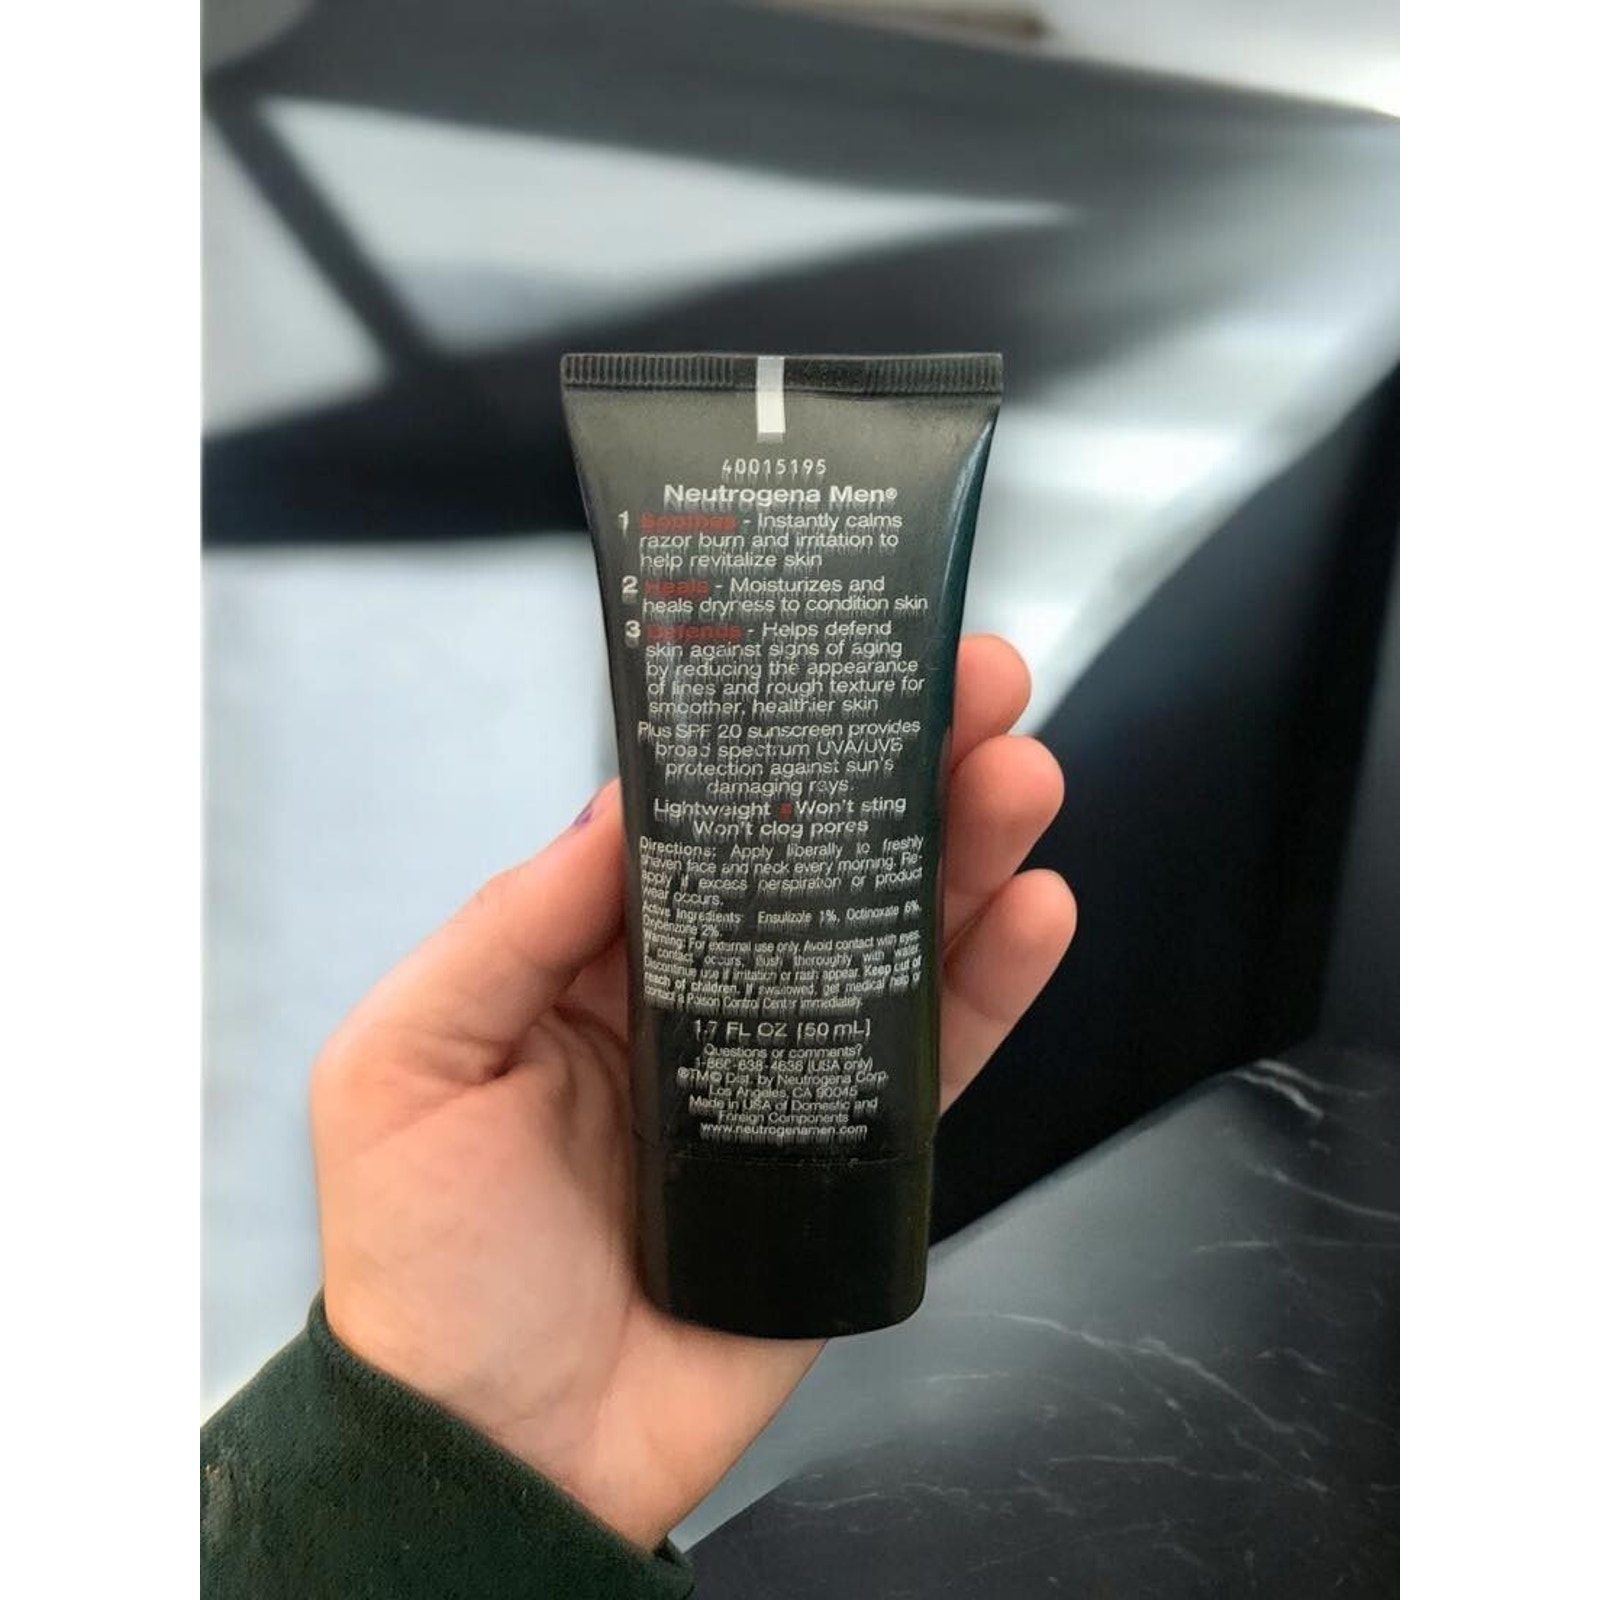 40015195
Neutrogena Men®
1 Soothes - Instantly calms
razor burn and irritation to
help revitalize skin
2 Heals - Moisturizes and
heals dryness to condition skin
3 Defends - Helps defend
skin against signs of aging
by reducing the appearance
of lines and rough texture for
smoother, healthier skin
Plus SPF 20 sunscreen provides
broad spectrum UVA/UVB
protection against sun's
damaging rays.
Lightweight Won't sting
Won't clog pores
Directions: Apply liberally to freshly
shaven face and neck every morning. Re-
apply if excess perspiration or product
wear occurs.
Active Ingredients: Ensulizole 1%, Octinoxate 6%,
Oxybenzone 2%.
Warning: For external use only. Avoid contact with eyes.
If contact occurs, flush thoroughly with water.
Discontinue use if irritation or rash appear. Keep out of
reach of children. If swallowed, get medical help or
contact a Poison Control Center immediately.
1.7 FL OZ [50 mL]
Questions or comments?
1-866-638-4636 (USA only)
®TM© Dist. by Neutrogena Corp.
Los Angeles, CA 90045
Made in USA of Domestic and
Foreign Components
www.neutrogenamen.com